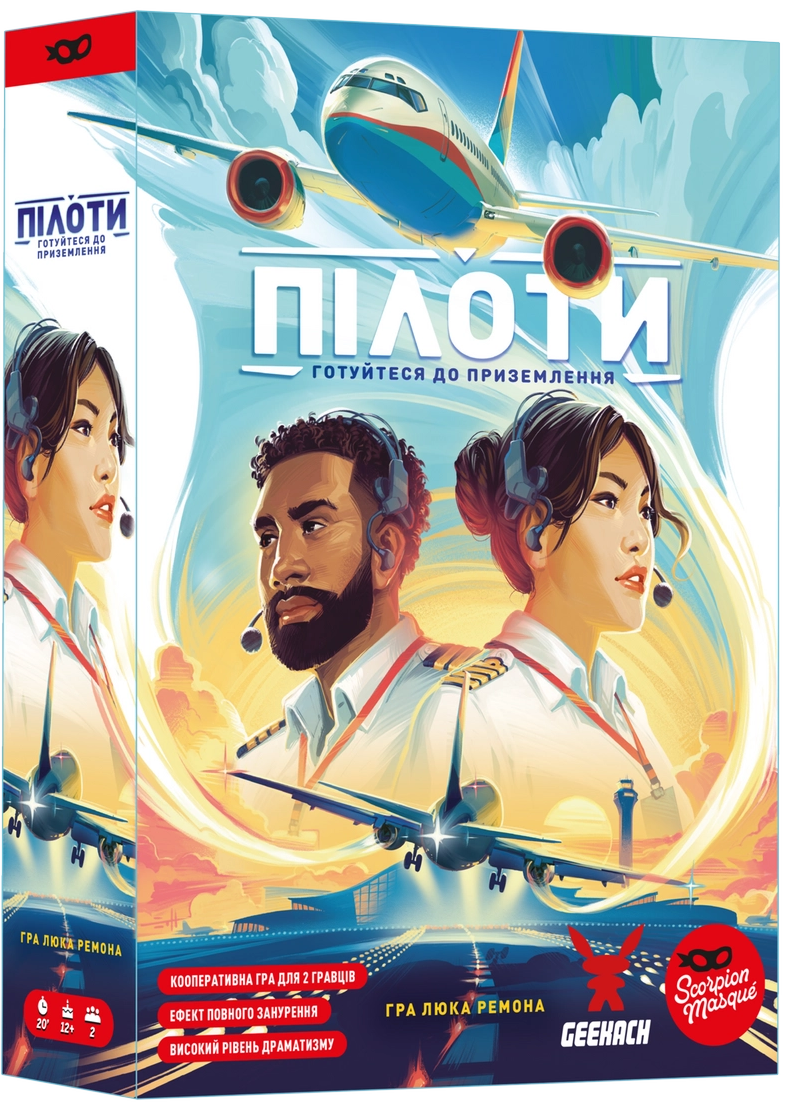 ПІЛОТИ
ГОТУЙТЕСЯ ДО
ПРИЗЕМЛЕННЯ
ГРА ЛЮКА РЕМОНА
20'
12+
2
ПІЛОТИ
ГОТУЙТЕСЯ ДО ПРИЗЕМЛЕННЯ
КООПЕРАТИВНА ГРА ДЛЯ 2 ГРАВЦІВ
ЕФЕКТ ПОВНОГО ЗАНУРЕННЯ
ВИСОКИЙ РІВЕНЬ ДРАМАТИЗМУ
ГРА ЛЮКА РЕМОНА
GEEKACH
Scorpion
Masqué